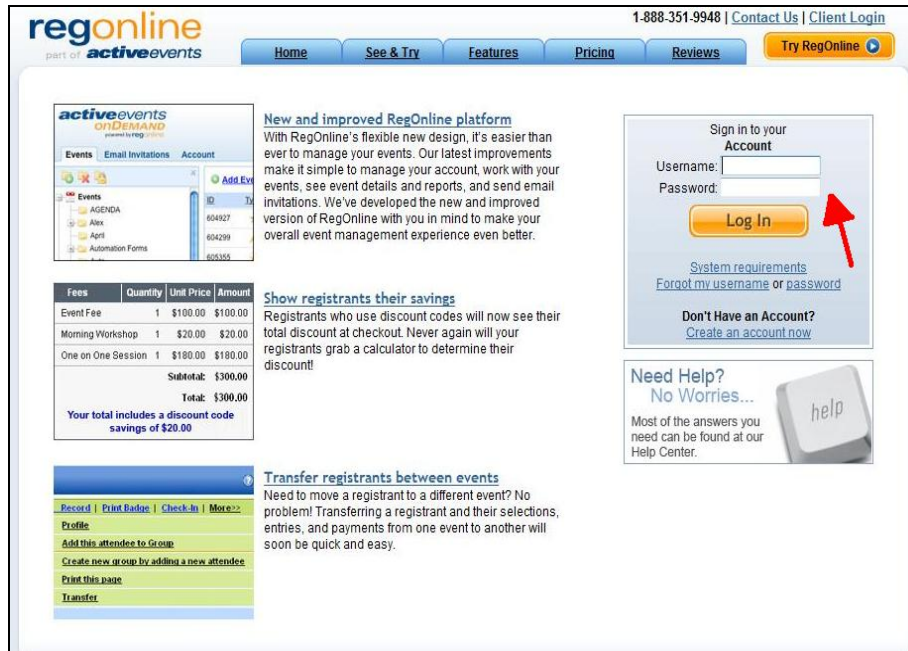 1-888-351-9948 | Contact Us | Client Login
regonline
part of activeevents
Home
See & Try
Features
Pricing
Reviews
Try RegOnline
activeevents
onDEMAND
powered by regonline
Events Email Invitations Account
Add Eve
Events
ID Ty
AGENDA
Alex
604927
April
604299
Automation Forms
605355
New and improved RegOnline platform
With RegOnline's flexible new design, it's easier than
ever to manage your events. Our latest improvements
make it simple to manage your account, work with your
events, see event details and reports, and send email
invitations. We've developed the new and improved
version of RegOnline with you in mind to make your
overall event management experience even better.
Fees Quantity Unit Price Amount
Event Fee 1 $100.00 $100.00
Morning Workshop 1 $20.00 $20.00
One on One Session 1 $180.00 $180.00
Subtotal: $300.00
Total: $300.00
Your total includes a discount code
savings of $20.00
Show registrants their savings
Registrants who use discount codes will now see their
total discount at checkout. Never again will your
registrants grab a calculator to determine their
discount!
Record | Print Badge | Check-In | More>>
Profile
Add this attendee to Group
Create new group by adding a new attendee
Print this page
Transfer
Transfer registrants between events
Need to move a registrant to a different event? No
problem! Transferring a registrant and their selections,
entries, and payments from one event to another will
soon be quick and easy.
Sign in to your
Account
Username:
Password:
Log In
System requirements
Forgot my username or password
Don't Have an Account?
Create an account now
Need Help?
No Worries...
Most of the answers you
need can be found at our
Help Center.
help